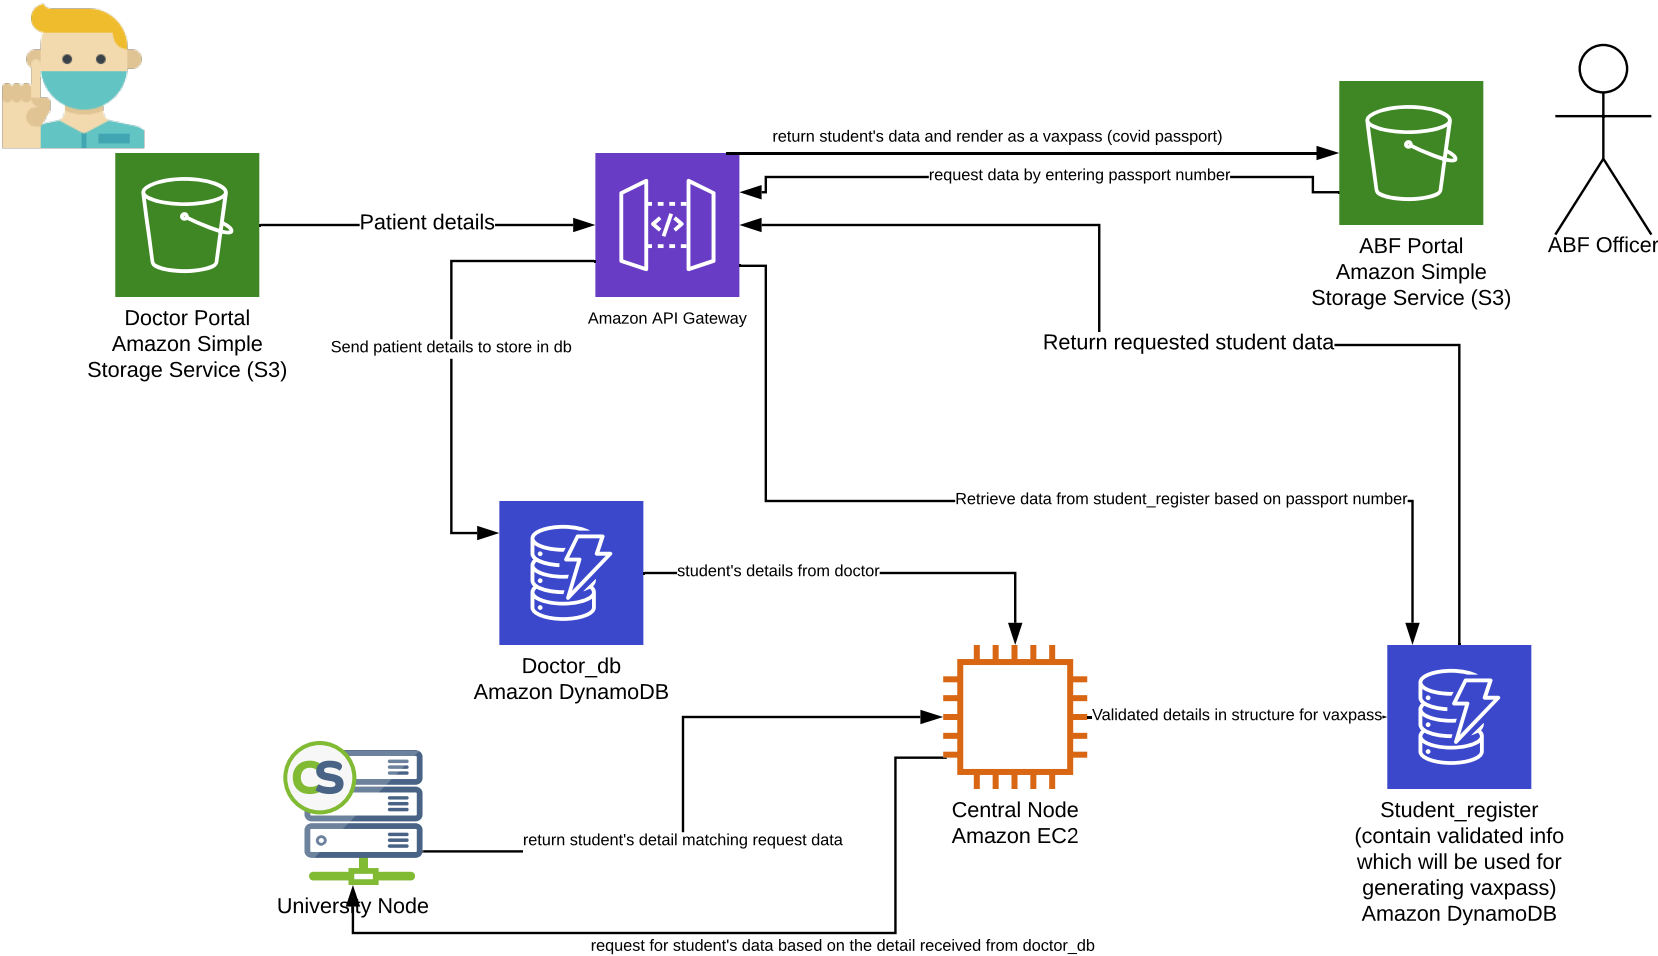 return student's data and render as a vaxpass (covid passport)
request data by entering passport number
Patient details
</>
ABF Officer
ABF Portal
Amazon Simple
Storage Service (S3)
Doctor Portal
Amazon Simple
Storage Service (S3)
Amazon API Gateway
Send patient details to store in db
Return requested student data
Retrieve data from student_register based on passport number
student's details from doctor
Doctor_db
Amazon DynamoDB
Validated details in structure for vaxpass
CS
return student's detail matching request data
Central Node
Amazon EC2
Student_register
(contain validated info
which will be used for
generating vaxpass)
Amazon DynamoDB
University Node
request for student's data based on the detail received from doctor_db